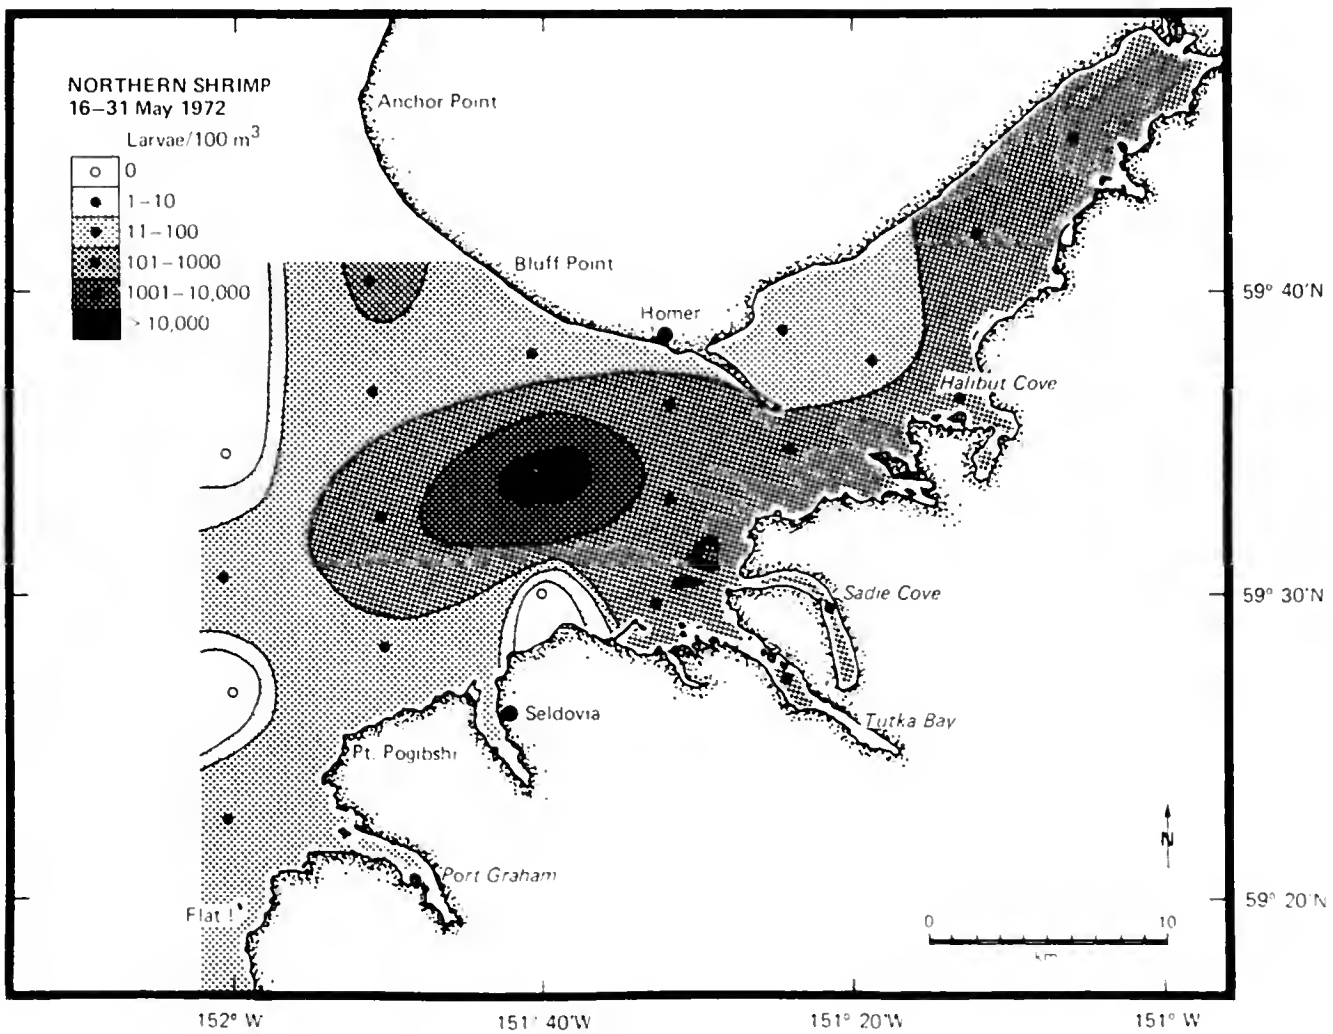 NORTHERN SHRIMP
16–31 May 1972
Larvae/100 m³
0
1–10
11–100
101–1000
1001–10,000
> 10,000
Anchor Point
Bluff Point
Homer
Halibut Cove
Sadie Cove
Tutka Bay
Seldovia
Pt. Pogibshi
Port Graham
Flat I.
N
0 10
km
59° 40'N
59° 30'N
59° 20'N
152° W 151° 40'W 151° 20'W 151° W